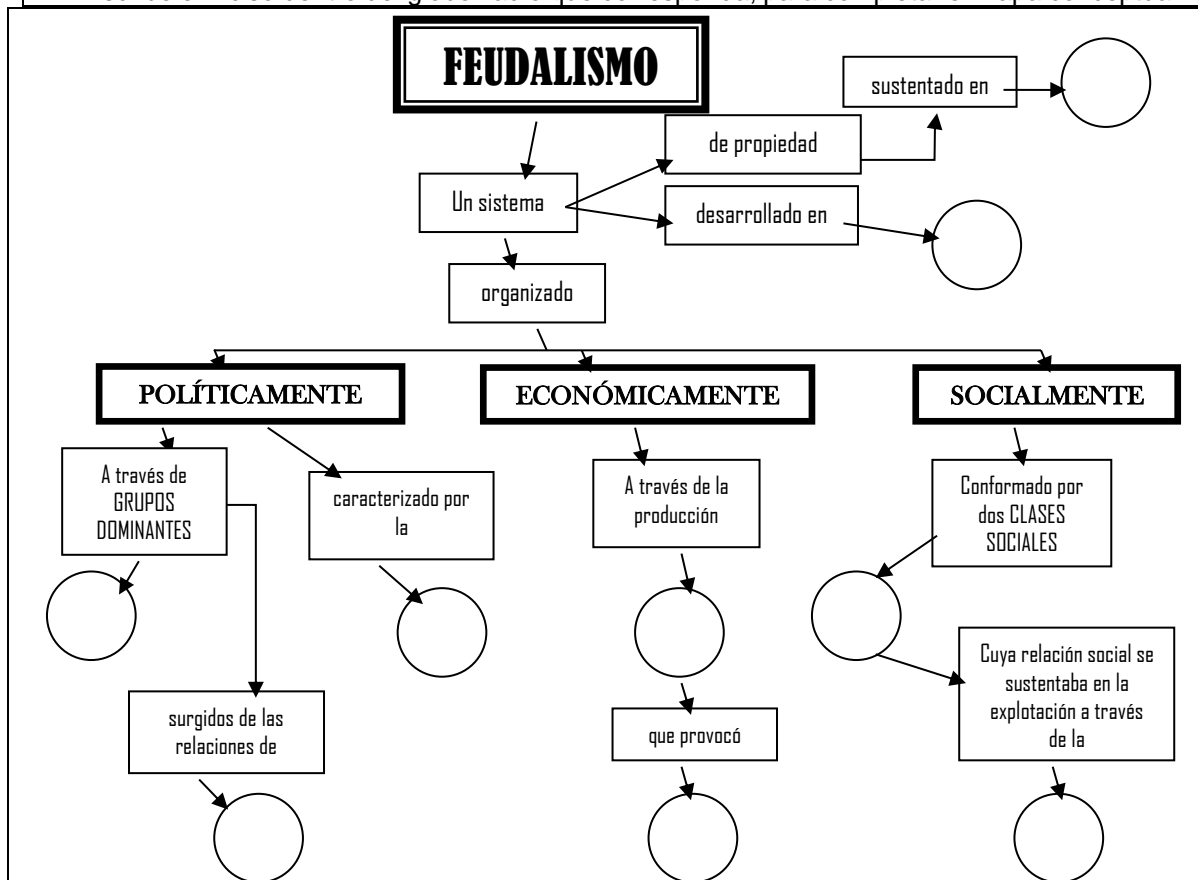 FEUDALISMO
sustentado en
de propiedad
Un sistema
desarrollado en
organizado
POLÍTICAMENTE
ECONÓMICAMENTE
SOCIALMENTE
A través de
GRUPOS
DOMINANTES
caracterizado por
la
A través de la
producción
Conformado por
dos CLASES
SOCIALES
surgidos de las
relaciones de
que provocó
Cuya relación social se
sustentaba en la
explotación a través
de la